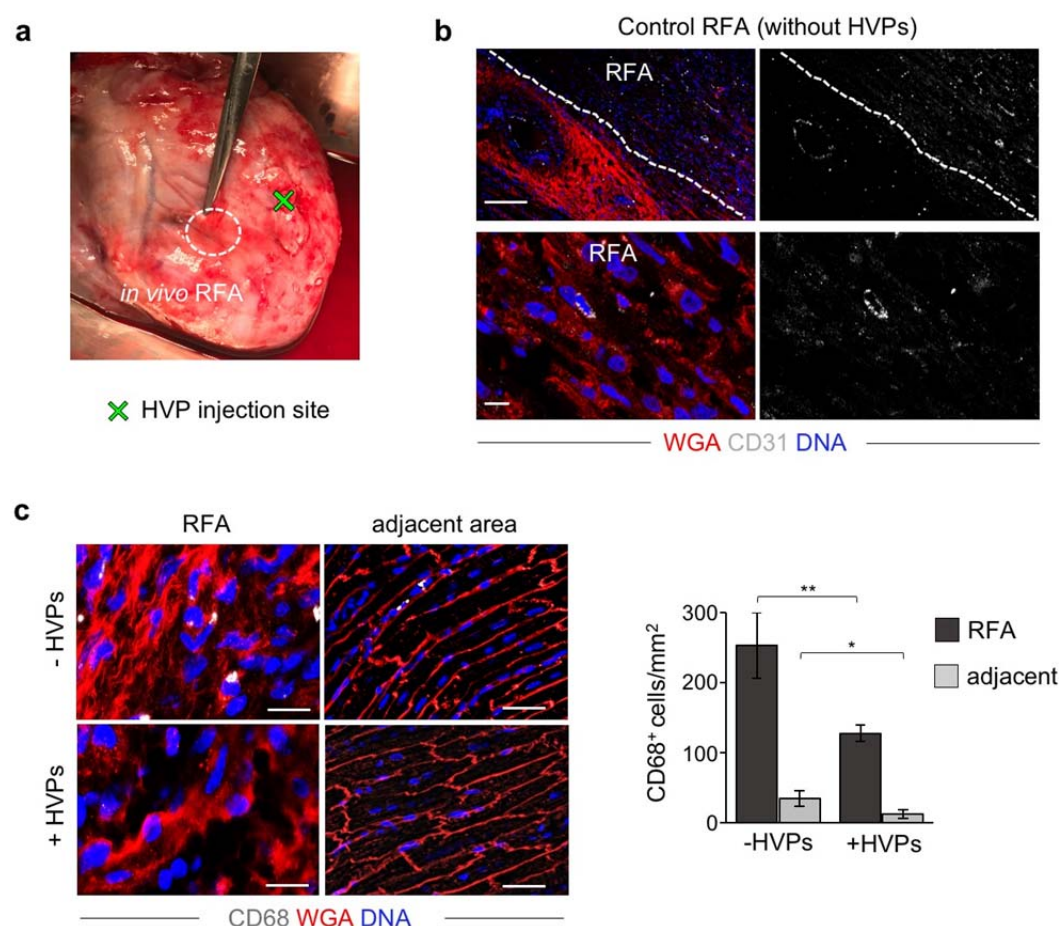 a
in vivo RFA
HVP injection site
b
Control RFA (without HVPs)
RFA
RFA
WGA CD31 DNA
c
RFA
adjacent area
- HVPs
+ HVPs
CD68 WGA DNA
CD68+ cells/mm²
300
200
100
0
**
*
-HVPs
+HVPs
RFA
adjacent